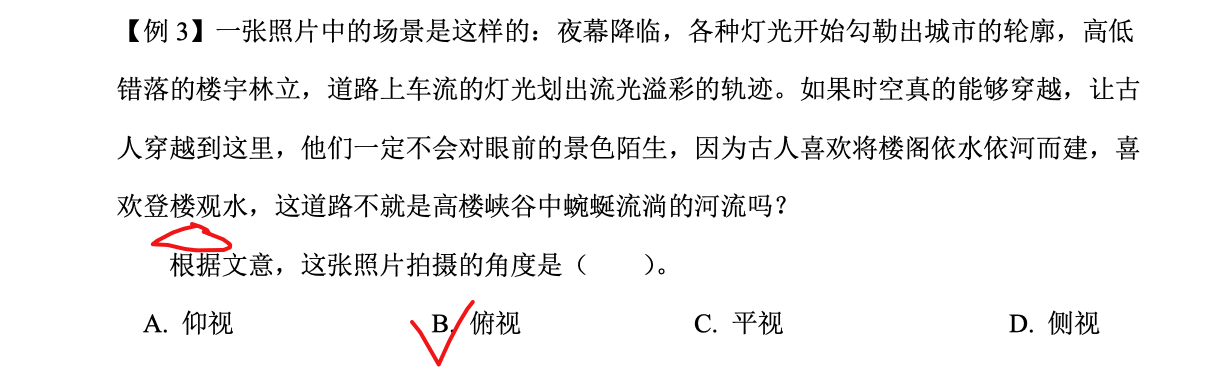 【例 3】一张照片中的场景是这样的：夜幕降临，各种灯光开始勾勒出城市的轮廓，高低
错落的楼宇林立，道路上车流的灯光划出流光溢彩的轨迹。如果时空真的能够穿越，让古
人穿越到这里，他们一定不会对眼前的景色陌生，因为古人喜欢将楼阁依水依河而建，喜
欢登楼观水，这道路不就是高楼峡谷中蜿蜒流淌的河流吗？
根据文意，这张照片拍摄的角度是（　　）。
A. 仰视　B. 俯视　C. 平视　D. 侧视